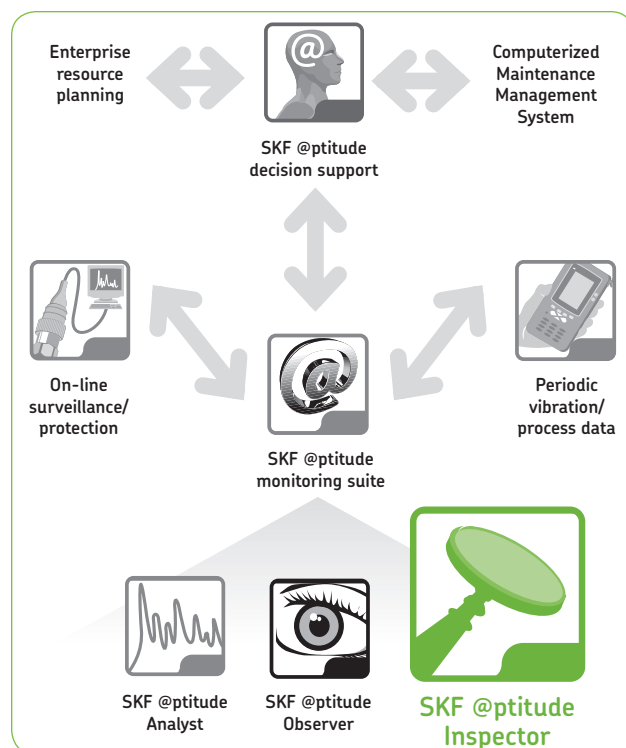 Enterprise
resource
planning
@
Computerized
Maintenance
Management
System
SKF @ptitude
decision support
On-line
surveillance/
protection
@
Periodic
vibration/
process data
SKF @ptitude
monitoring suite
SKF @ptitude
Analyst
SKF @ptitude
Observer
SKF @ptitude
Inspector